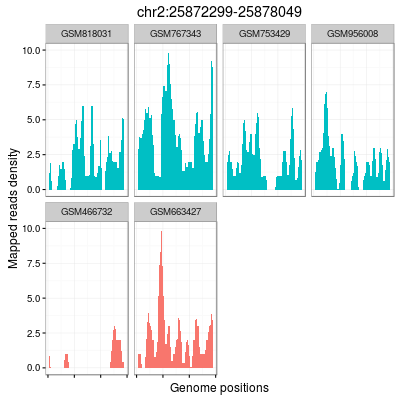 chr2:25872299-25878049
GSM818031 GSM767343 GSM753429 GSM956008
10.0
7.5
5.0
2.5
0.0
Mapped reads density
GSM466732 GSM663427
10.0
7.5
5.0
2.5
0.0
Genome positions